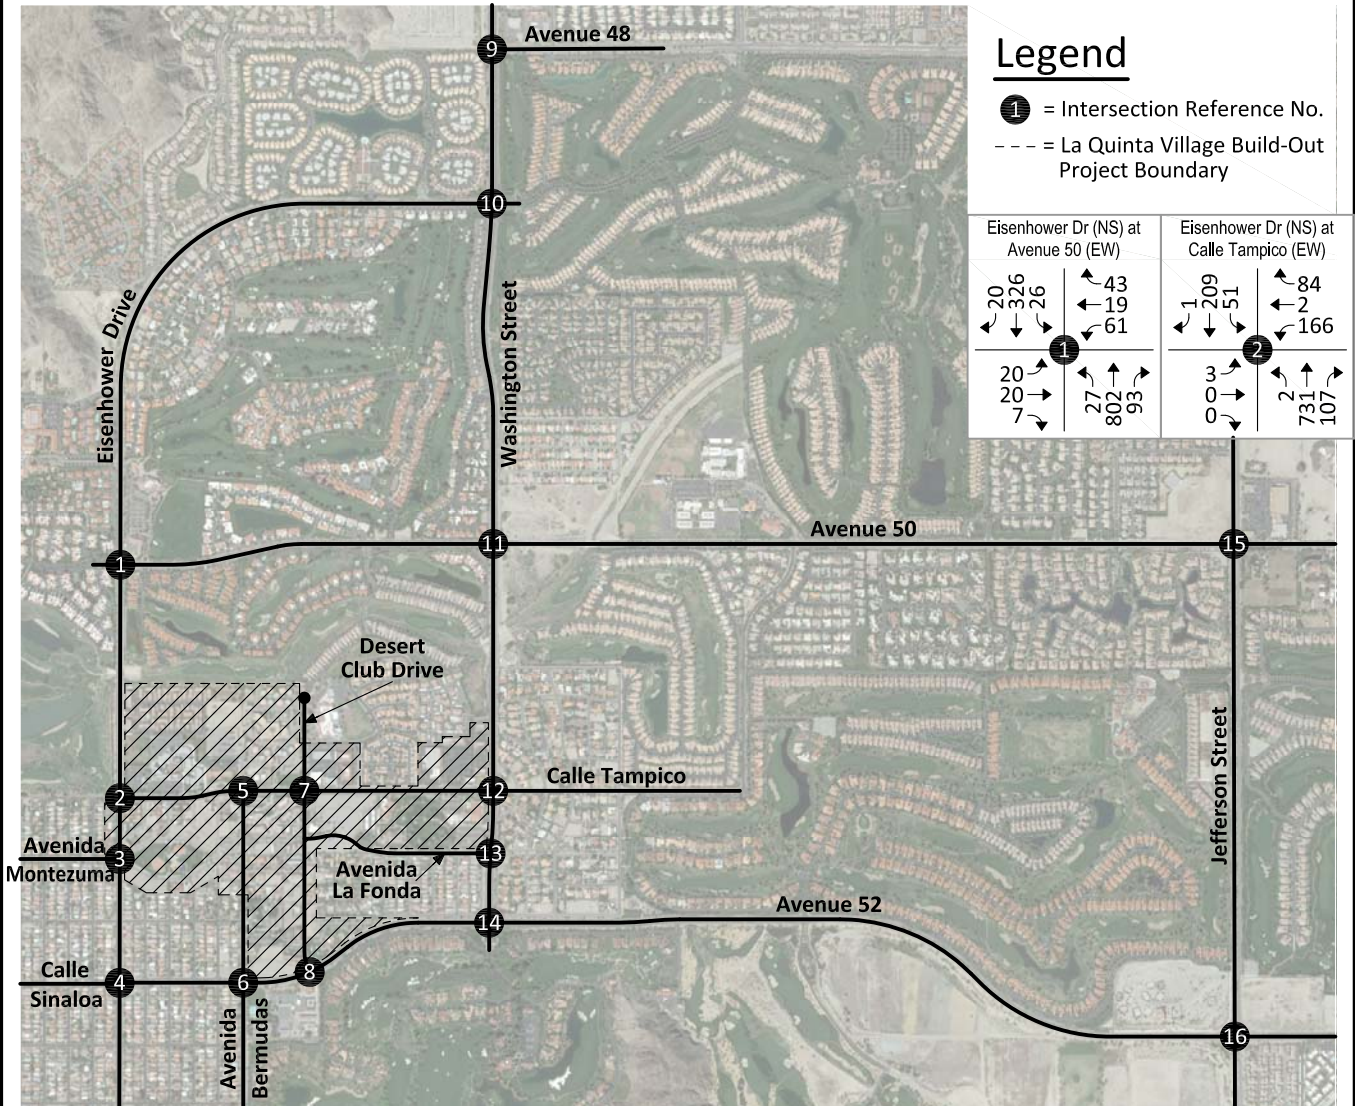 Avenue 48
Legend
1 = Intersection Reference No.
--- = La Quinta Village Build-Out
Project Boundary
Eisenhower Dr (NS) at
Avenue 50 (EW)
20
326
26
43
19
61
1
20
20
7
27
802
93
Eisenhower Dr (NS) at
Calle Tampico (EW)
1
209
51
84
2
166
2
3
0
0
2
731
107
9
10
Eisenhower Drive
Washington Street
Avenue 50
1
11
15
Desert
Club Drive
Calle Tampico
2
5
7
12
Jefferson Street
Avenida
Montezuma
3
13
Avenida
La Fonda
Avenue 52
14
Calle
Sinaloa
4
6
8
Avenida
Bermudas
16